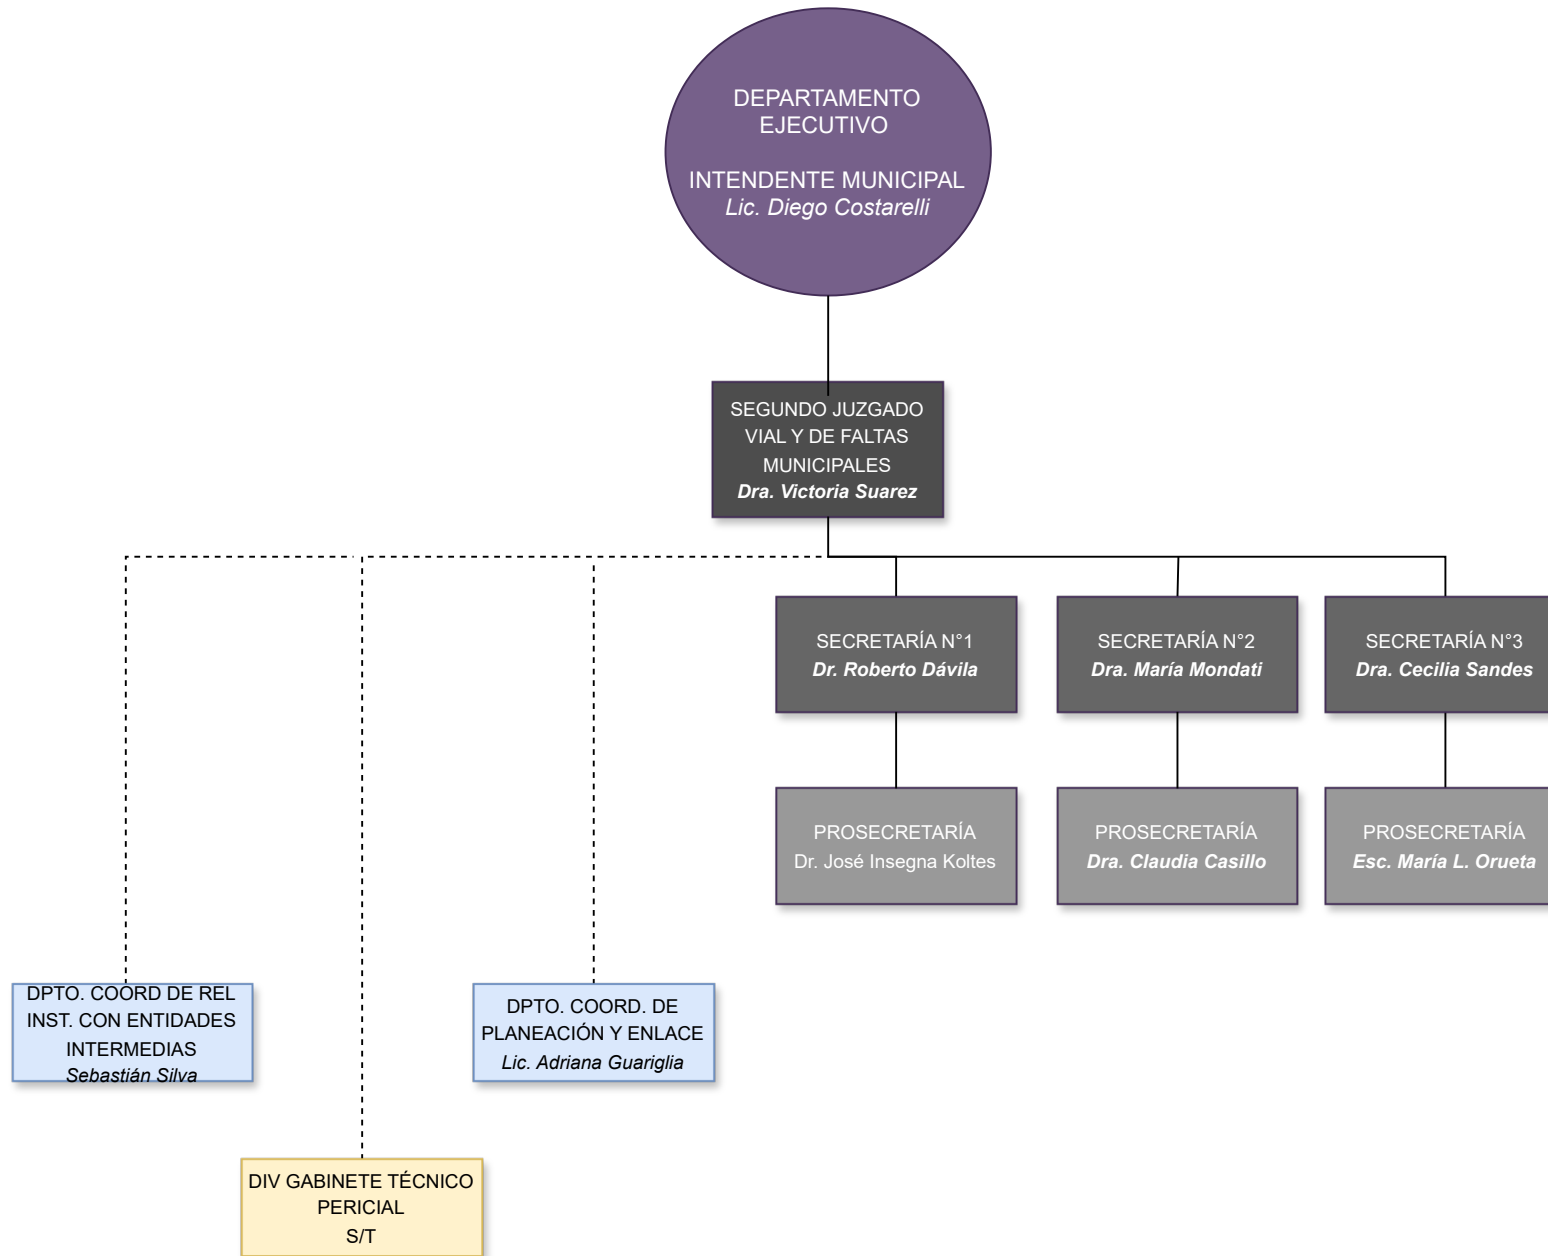 DEPARTAMENTO
EJECUTIVO
INTENDENTE MUNICIPAL
Lic. Diego Costarelli
SEGUNDO JUZGADO
VIAL Y DE FALTAS
MUNICIPALES
Dra. Victoria Suarez
SECRETARÍA N°1
Dr. Roberto Dávila
SECRETARÍA N°2
Dra. María Mondati
SECRETARÍA N°3
Dra. Cecilia Sandes
PROSECRETARÍA
Dr. José Insegna Koltes
PROSECRETARÍA
Dra. Claudia Casillo
PROSECRETARÍA
Esc. María L. Orueta
DPTO. COORD DE REL
INST. CON ENTIDADES
INTERMEDIAS
Sebastián Silva
DPTO. COORD. DE
PLANEACIÓN Y ENLACE
Lic. Adriana Guariglia
DIV GABINETE TÉCNICO
PERICIAL
S/T